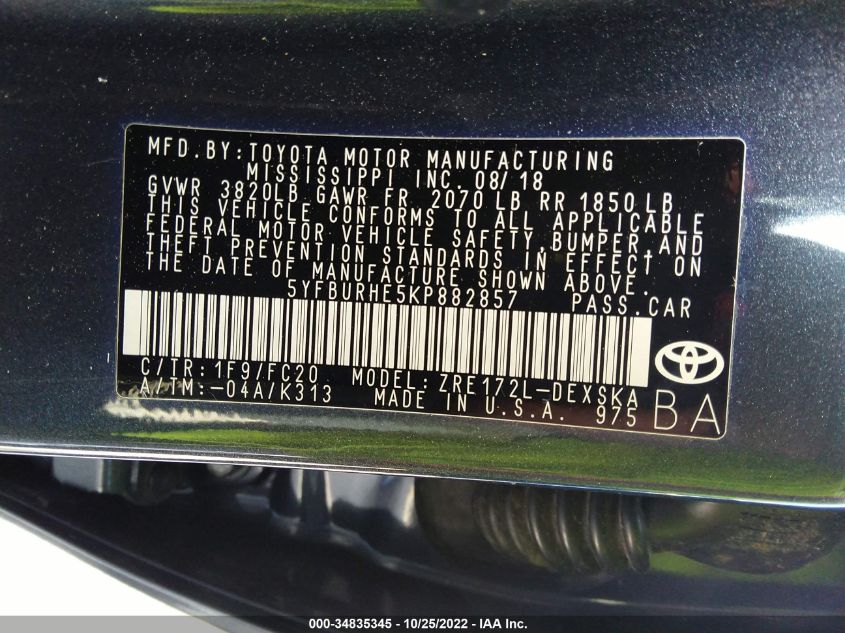 MFD.BY:TOYOTA MOTOR MANUFACTURING
MISSISSIPPI INC. 08/18
GVWR 3820LB GAWR FR 2070 LB RR 1850 LB
THIS VEHICLE CONFORMS TO ALL APPLICABLE
FEDERAL MOTOR VEHICLE SAFETY,BUMPER AND
THEFT PREVENTION STANDARDS IN EFFECT ON
THE DATE OF MANUFACTURE SHOWN ABOVE.
5YFBURHE5KP882857 PASS.CAR
C/TR:1F9/FC20 MODEL:ZRE172L-DEXSKA
A/TM:-04A/K313 MADE IN U.S.A. 975
BA
000-34835345 - 10/25/2022 - IAA Inc.